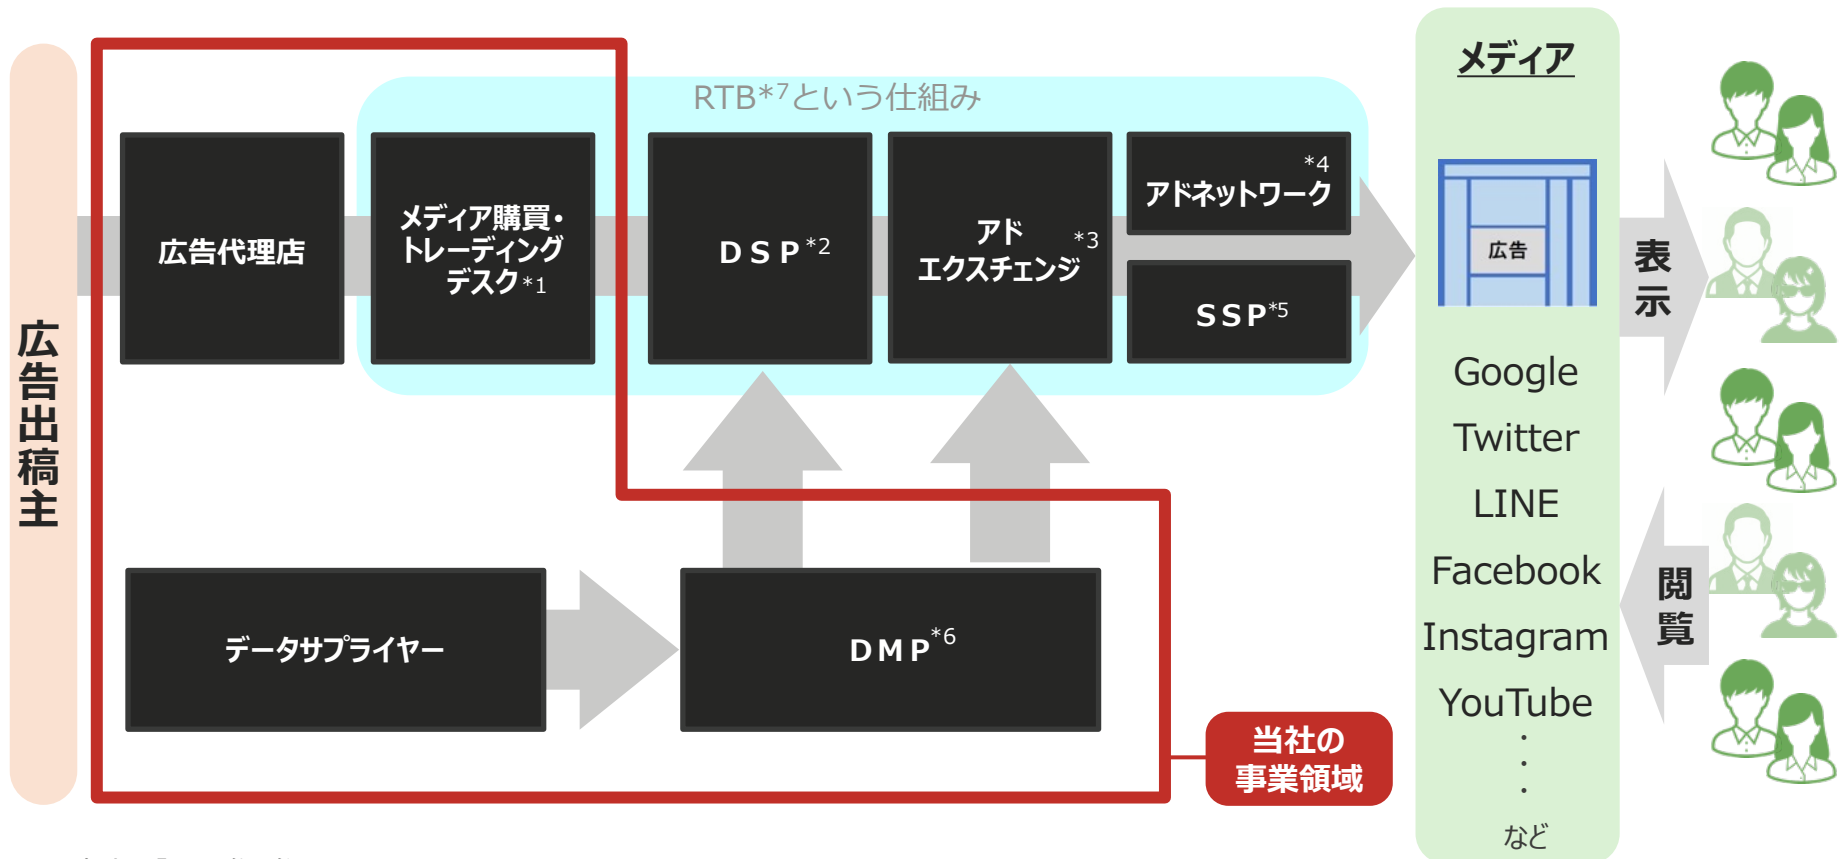 広告出稿主
RTB*7という仕組み
広告代理店
メディア購買・
トレーディング
デスク*1
DSP*2
アド
エクスチェンジ*3
*4
アドネットワーク
SSP*5
データサプライヤー
DMP*6
当社の
事業領域
メディア
広告
Google
Twitter
LINE
Facebook
Instagram
YouTube
・
・
・
など
表示
閲覧